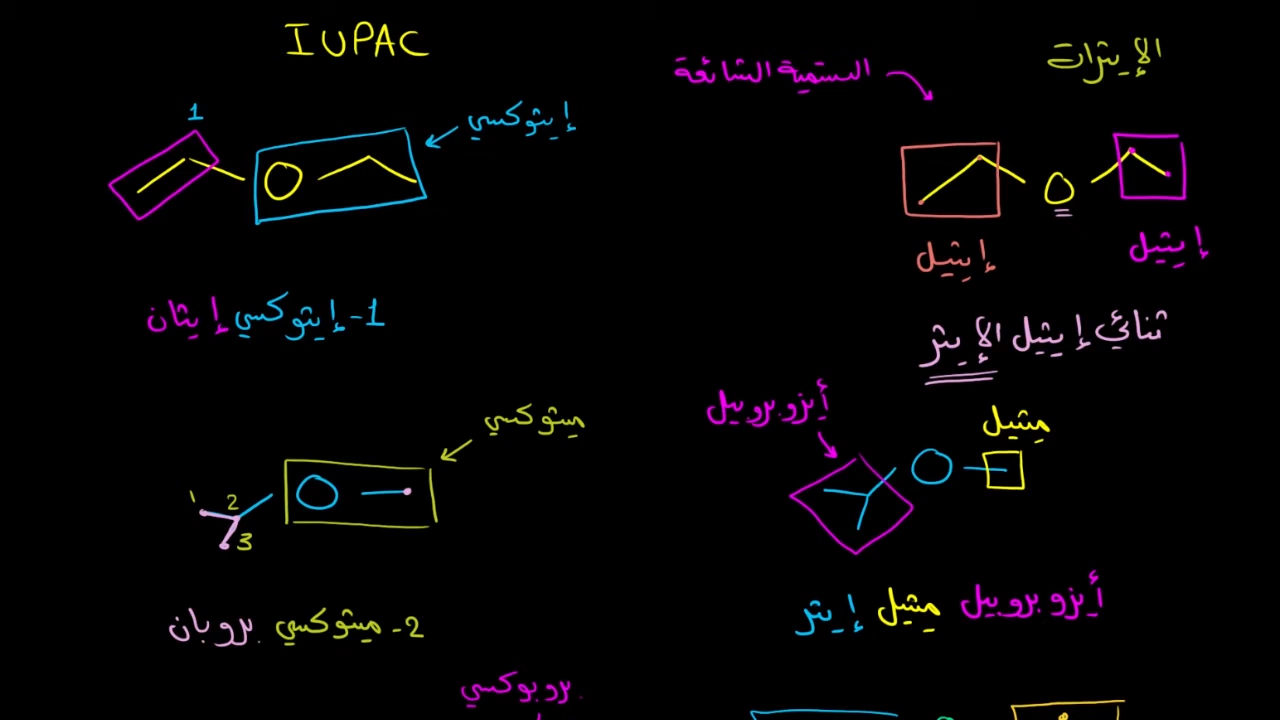 الإيثرات
IUPAC
التسمية الشائعة
إيثوكسي
1
O
O
إيثيل
إيثيل
1- إيثوكسي إيثان
ثنائي إيثيل الإيثر
ميثوكسي
أيزوبروبيل
ميثيل
O
O
1
2
3
أيزوبروبيل ميثيل إيثر
2- ميثوكسي بروبان
بروبوكسي